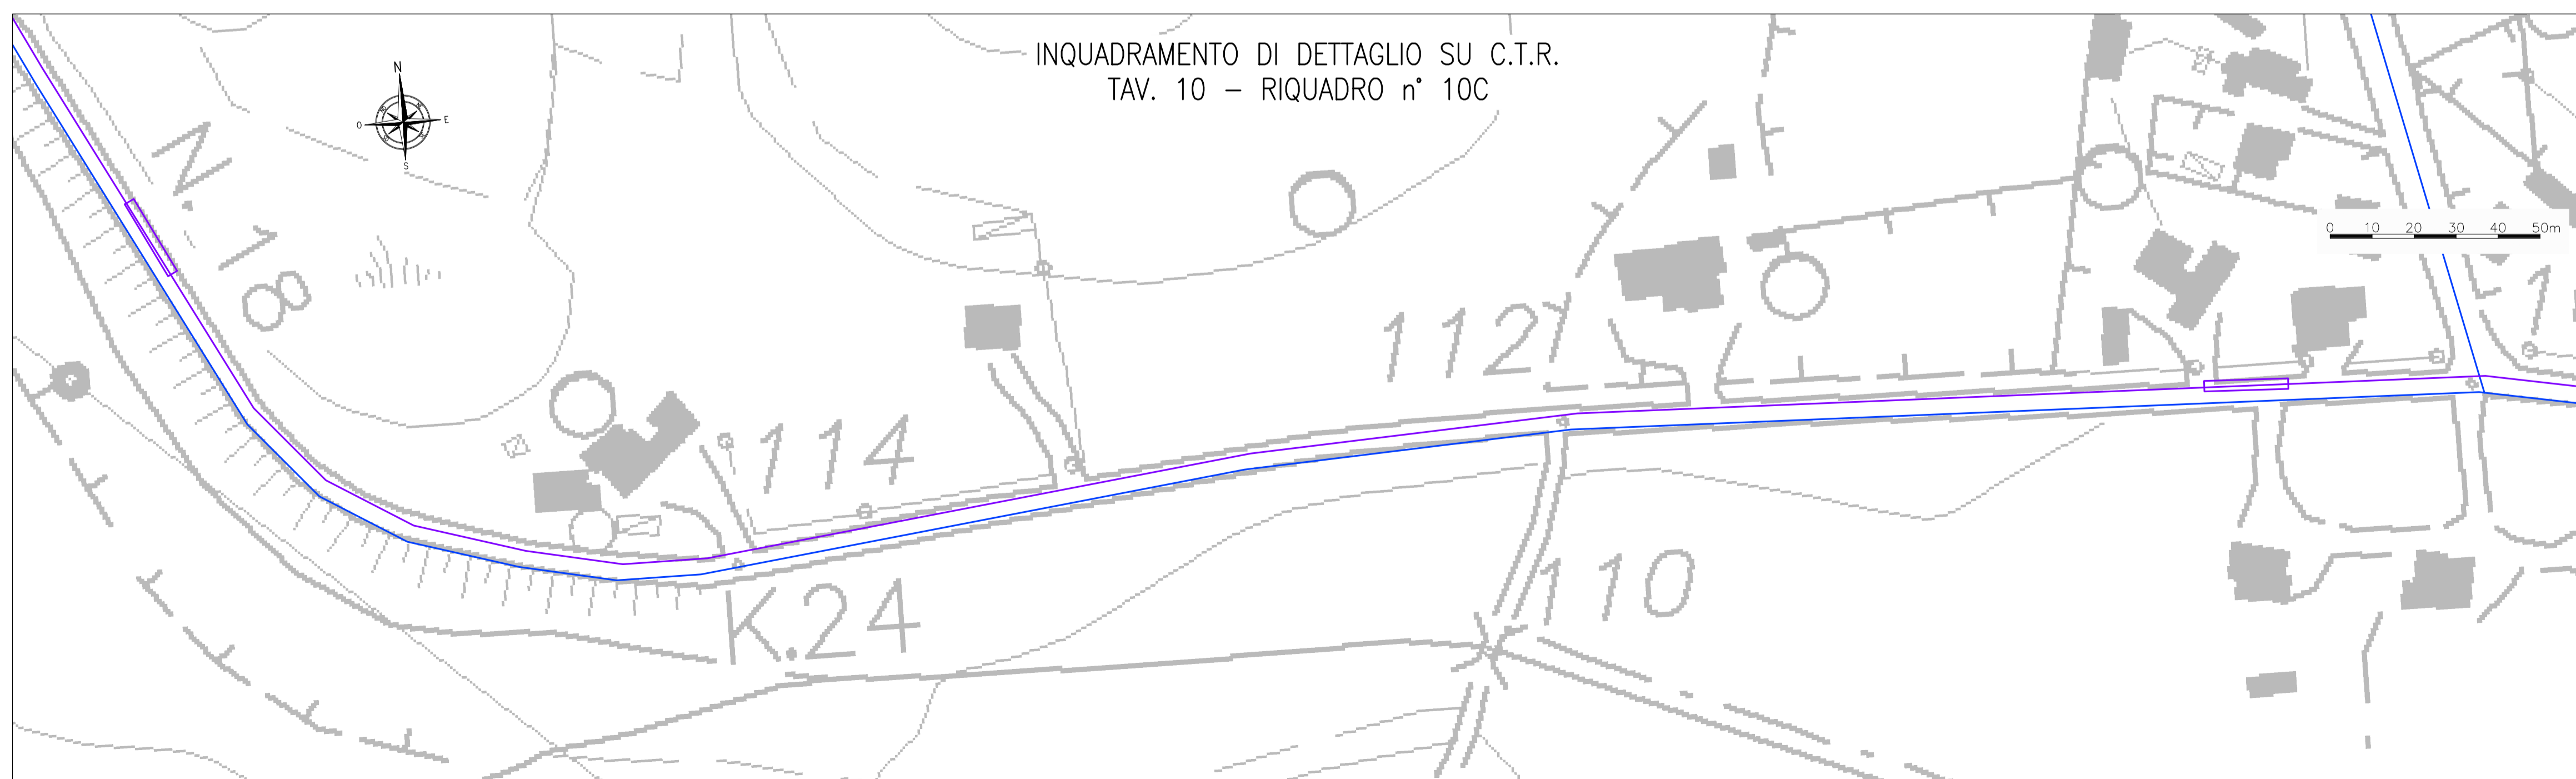 INQUADRAMENTO DI DETTAGLIO SU C.T.R.
TAV. 10 - RIQUADRO n° 10C
N
O
E
S
N. 18
0 10 20 30 40 50m
112
114
110
K.24